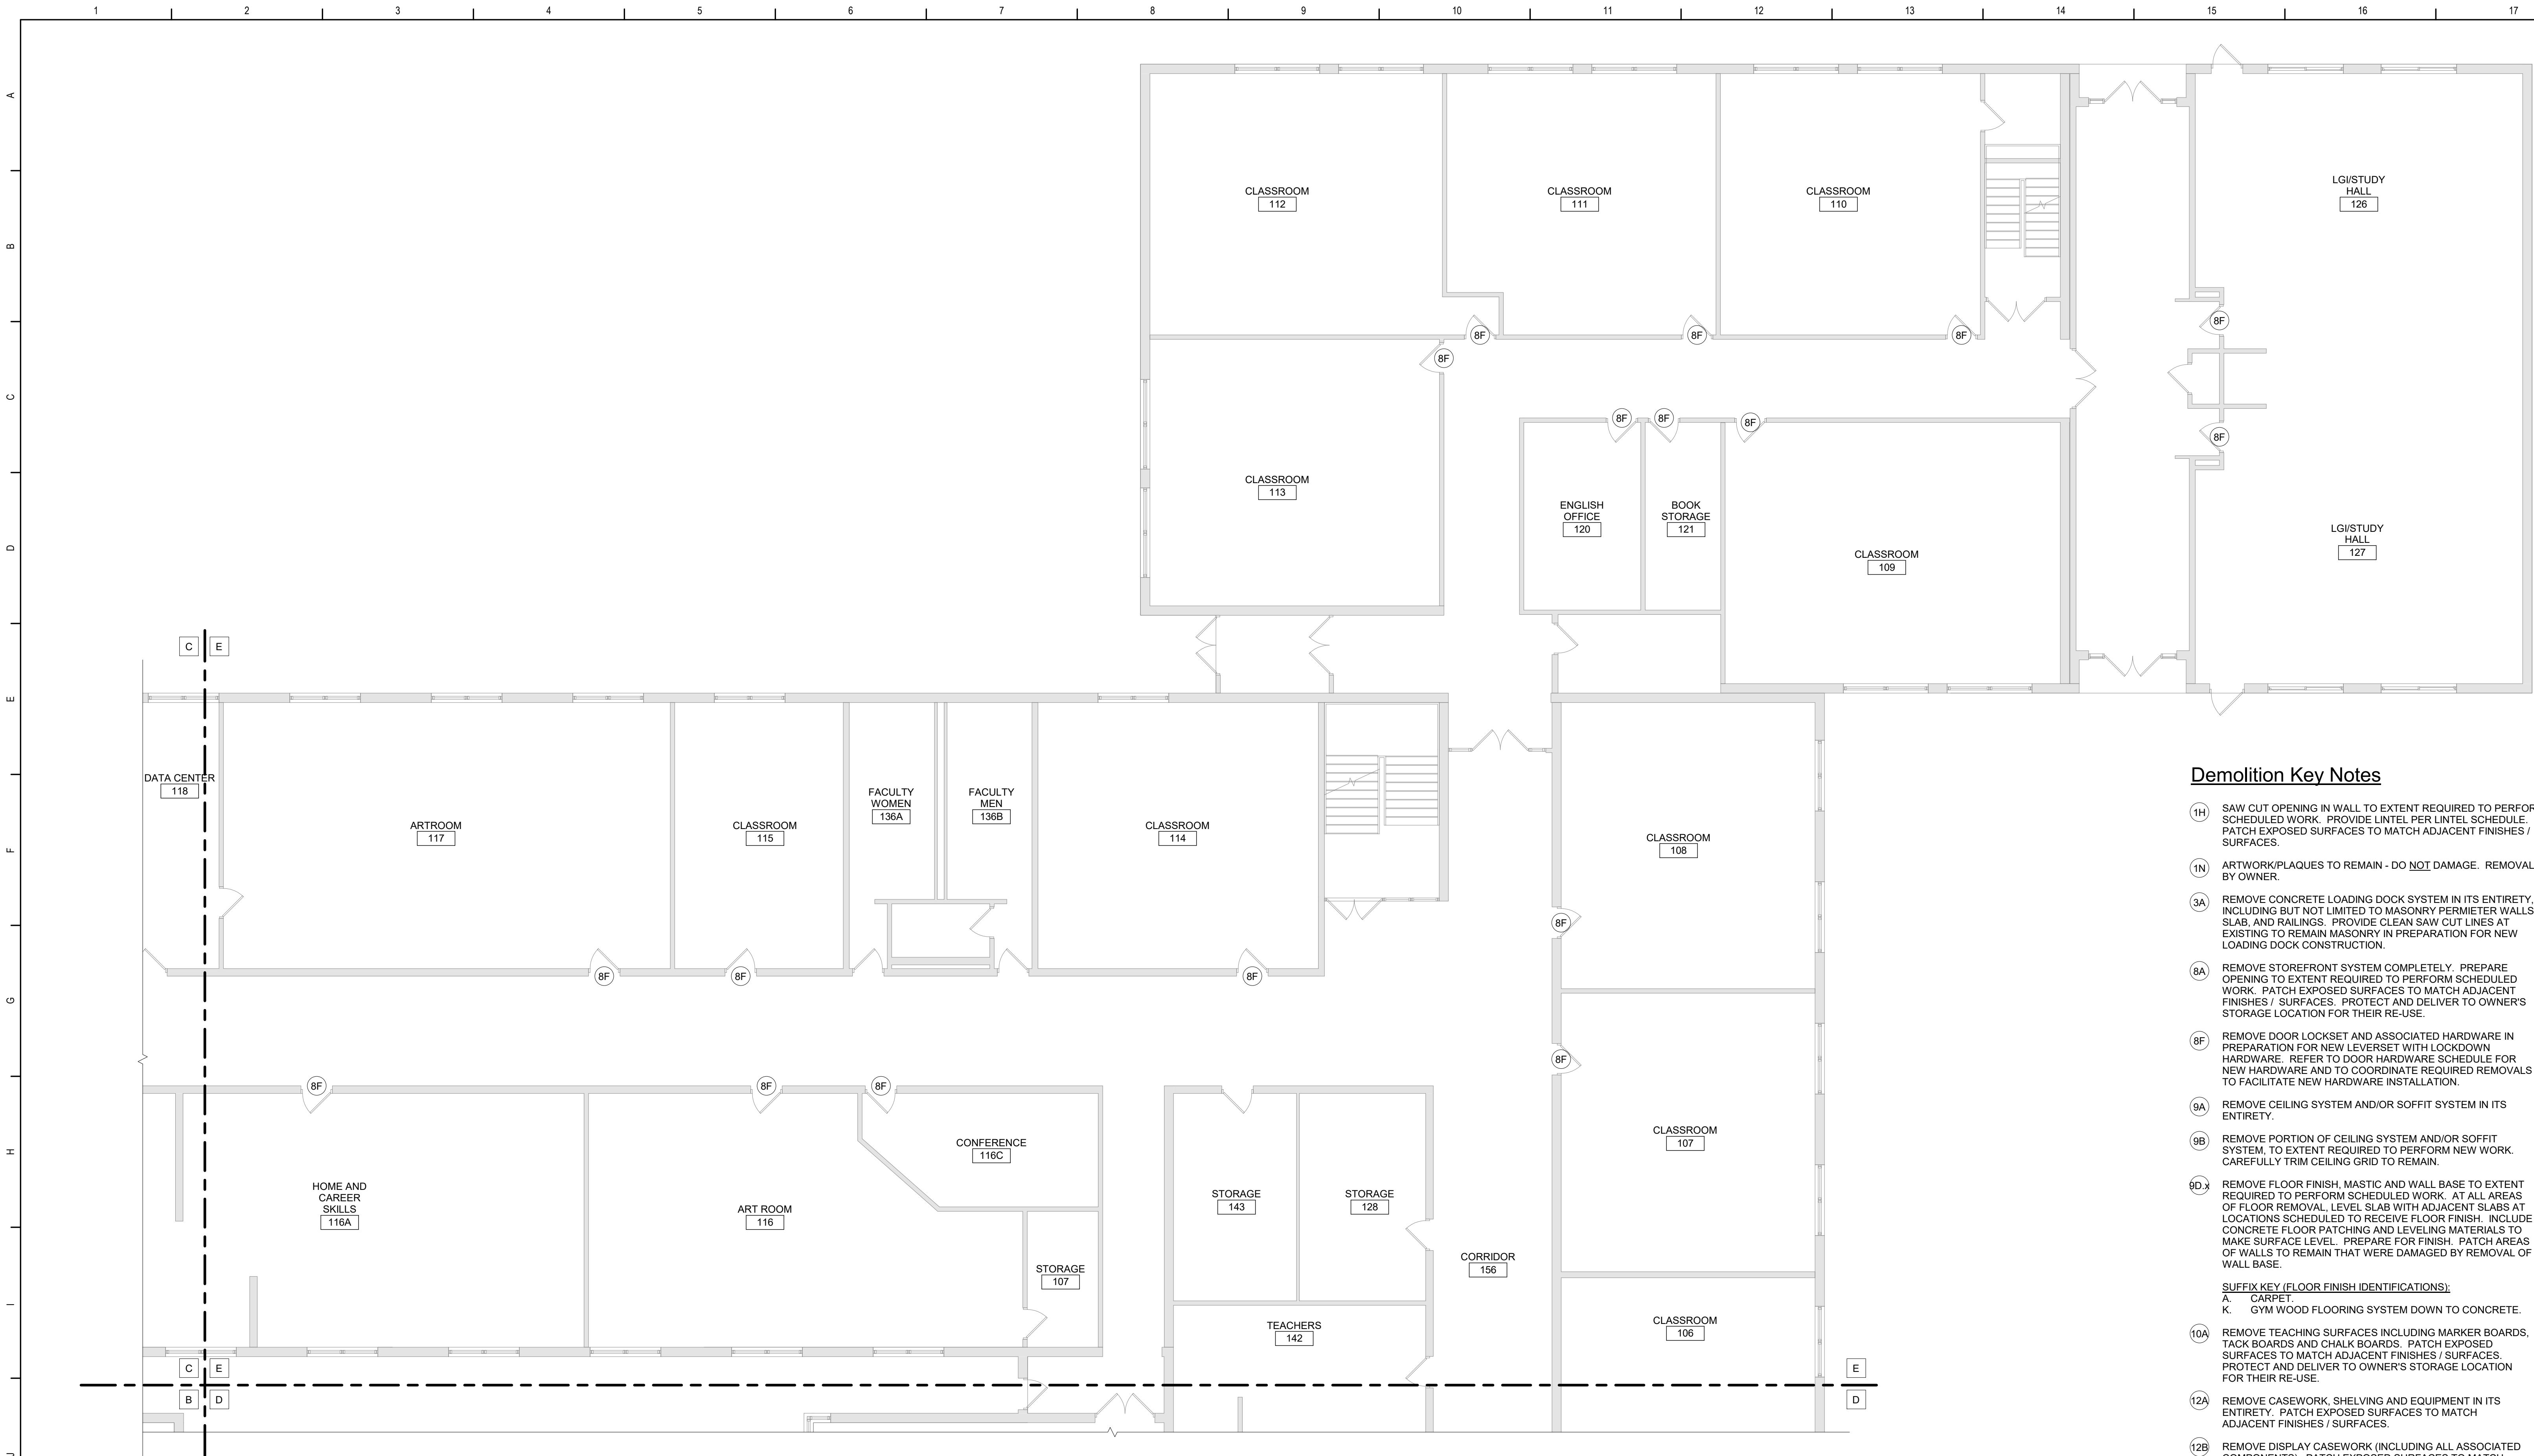 1 2 3 4 5 6 7 8 9 10 11 12 13 14 15 16 17
A
B
C
D
E
F
G
H
I
J
CLASSROOM
112
CLASSROOM
111
CLASSROOM
110
LGI/STUDY
HALL
126
8F
8F
8F
8F
8F
8F
8F
8F
8F
CLASSROOM
113
ENGLISH
OFFICE
120
BOOK
STORAGE
121
CLASSROOM
109
LGI/STUDY
HALL
127
C E
DATA CENTER
118
ARTROOM
117
CLASSROOM
115
FACULTY
WOMEN
136A
FACULTY
MEN
136B
CLASSROOM
114
CLASSROOM
108
8F
8F
8F
8F
8F
8F
8F
8F
HOME AND
CAREER
SKILLS
116A
ART ROOM
116
CONFERENCE
116C
STORAGE
107
STORAGE
143
STORAGE
128
TEACHERS
142
CORRIDOR
156
CLASSROOM
107
CLASSROOM
106
C E
B D
E
D
Demolition Key Notes
1H SAW CUT OPENING IN WALL TO EXTENT REQUIRED TO
SCHEDULED WORK. PROVIDE LINTEL PER LINTEL SCHEDULE.
PATCH EXPOSED SURFACES TO MATCH ADJACENT FINISHES /
SURFACES.
1N ARTWORK/PLAQUES TO REMAIN - DO NOT DAMAGE. REMOVAL
BY OWNER.
3A REMOVE CONCRETE LOADING DOCK SYSTEM IN ITS ENTIRETY,
INCLUDING BUT NOT LIMITED TO MASONRY PERMIETER WALLS
SLAB, AND RAILINGS. PROVIDE CLEAN SAW CUT LINES AT
EXISTING TO REMAIN MASONRY IN PREPARATION FOR NEW
LOADING DOCK CONSTRUCTION.
8A REMOVE STOREFRONT SYSTEM COMPLETELY. PREPARE
OPENING TO EXTENT REQUIRED TO PERFORM SCHEDULED
WORK. PATCH EXPOSED SURFACES TO MATCH ADJACENT
FINISHES / SURFACES. PROTECT AND DELIVER TO OWNER'S
STORAGE LOCATION FOR THEIR RE-USE.
8F REMOVE DOOR LOCKSET AND ASSOCIATED HARDWARE IN
PREPARATION FOR NEW LEVERSET WITH LOCKDOWN
HARDWARE. REFER TO DOOR HARDWARE SCHEDULE FOR
NEW HARDWARE AND TO COORDINATE REQUIRED REMOVALS
TO FACILITATE NEW HARDWARE INSTALLATION.
9A REMOVE CEILING SYSTEM AND/OR SOFFIT SYSTEM IN ITS
ENTIRETY.
9B REMOVE PORTION OF CEILING SYSTEM AND/OR SOFFIT
SYSTEM, TO EXTENT REQUIRED TO PERFORM NEW WORK.
CAREFULLY TRIM CEILING GRID TO REMAIN.
9D.x REMOVE FLOOR FINISH, MASTIC AND WALL BASE TO EXTENT
REQUIRED TO PERFORM SCHEDULED WORK. AT ALL AREAS
OF FLOOR REMOVAL, LEVEL SLAB WITH ADJACENT SLABS AT
LOCATIONS SCHEDULED TO RECEIVE FLOOR FINISH. INCLUDE
CONCRETE FLOOR PATCHING AND LEVELING MATERIALS TO
MAKE SURFACE LEVEL. PREPARE FOR FINISH. PATCH AREAS
OF WALLS TO REMAIN THAT WERE DAMAGED BY REMOVAL OF
WALL BASE.
SUFFIX KEY (FLOOR FINISH IDENTIFICATIONS):
A. CARPET.
K. GYM WOOD FLOORING SYSTEM DOWN TO CONCRETE.
10A REMOVE TEACHING SURFACES INCLUDING MARKER BOARDS,
TACK BOARDS AND CHALK BOARDS. PATCH EXPOSED
SURFACES TO MATCH ADJACENT FINISHES / SURFACES.
PROTECT AND DELIVER TO OWNER'S STORAGE LOCATION
FOR THEIR RE-USE.
12A REMOVE CASEWORK, SHELVING AND EQUIPMENT IN ITS
ENTIRETY. PATCH EXPOSED SURFACES TO MATCH
ADJACENT FINISHES / SURFACES.
12B REMOVE DISPLAY CASEWORK (INCLUDING ALL ASSOCIATED